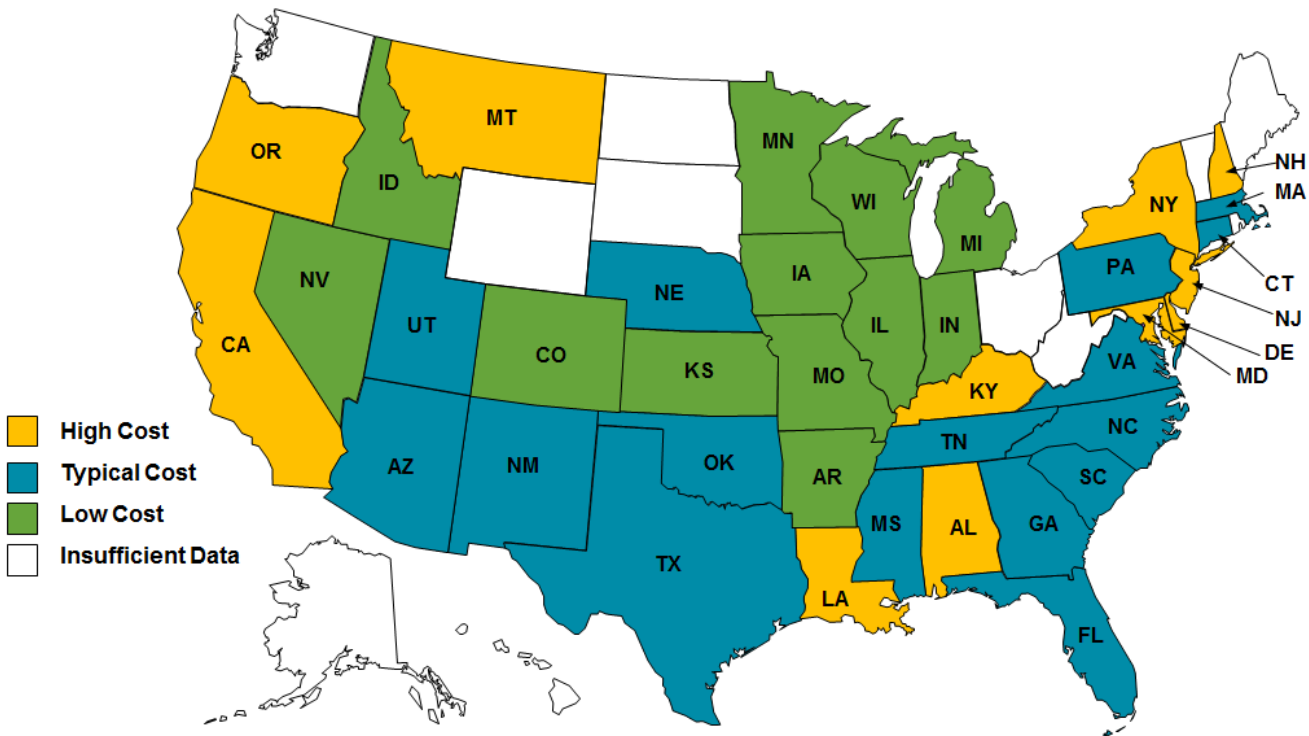 MT
OR
MN
ID
NH
WI
MA
NY
MI
IA
PA
NV
NE
CT
IL
IN
UT
NJ
CA
CO
DE
KS
VA
MO
MD
KY
High Cost
NC
TN
Typical Cost
AZ
NM
OK
AR
SC
Low Cost
MS
AL
GA
Insufficient Data
TX
LA
FL